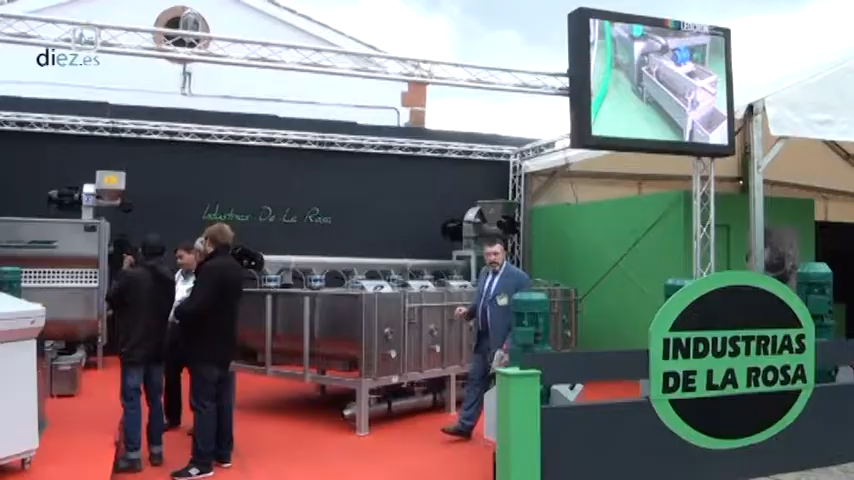 diez.es
Industrias De La Rosa
INDUSTRIAS
DE LA ROSA